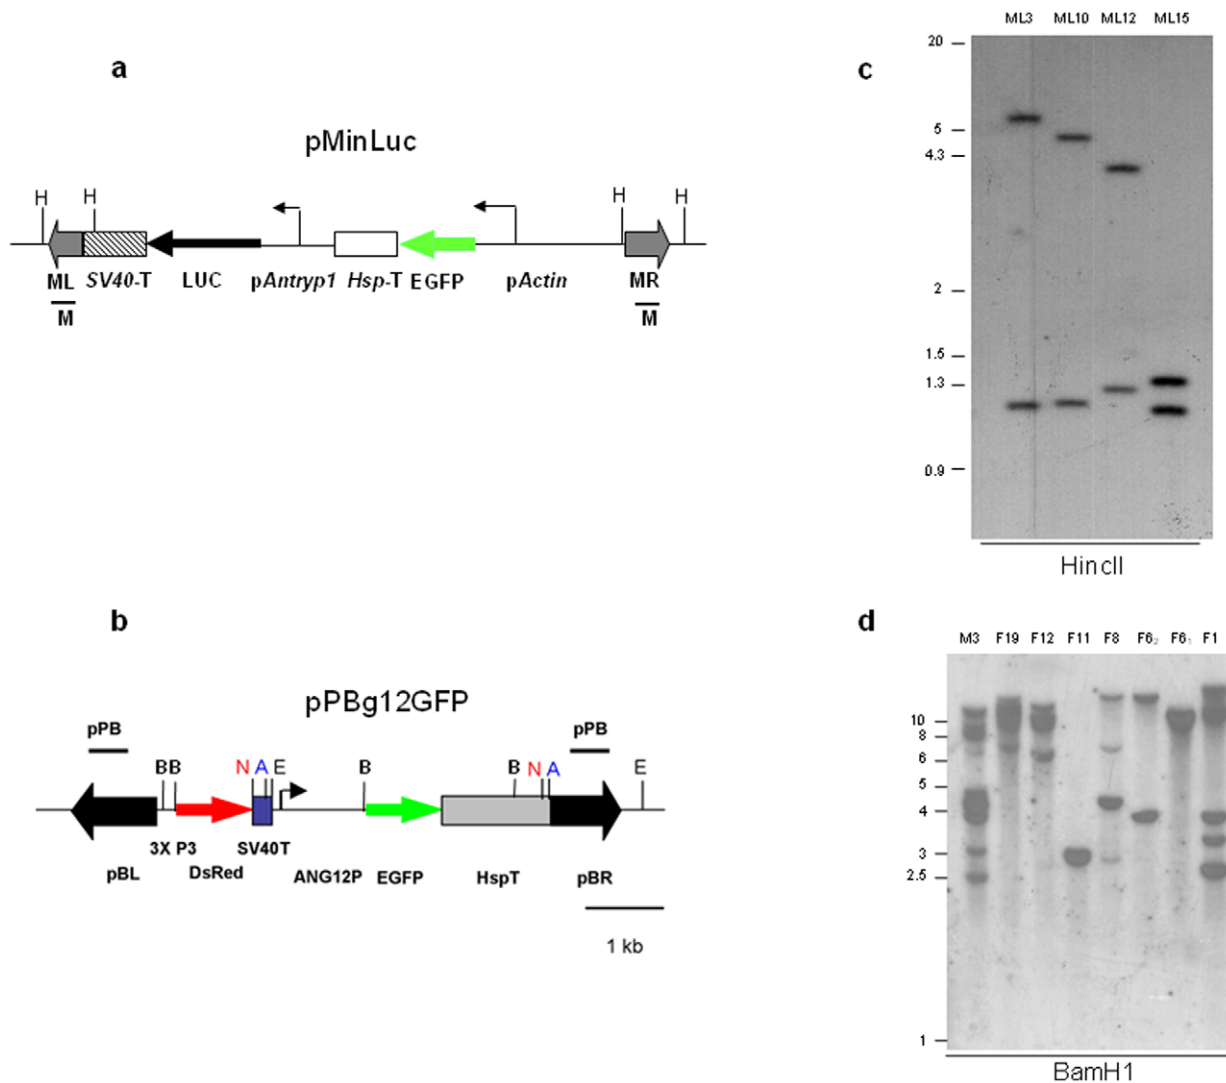 a
pMinLuc
H H H H
ML SV40-T LUC pAntryp1 Hsp-T EGFP pActin MR
M M
b
pPBg12GFP
pPB pPB
B B N A E B B N A E
3X P3 SV40T
pBL DsRed ANG12P EGFP HspT pBR
1 kb
c
ML3 ML10 ML12 ML15
20
5
4.3
2
1.5
1.3
0.9
HincII
d
M3 F19 F12 F11 F8 F6₂ F6₁ F1
10
8
6
5
4
3
2.5
1
BamH1